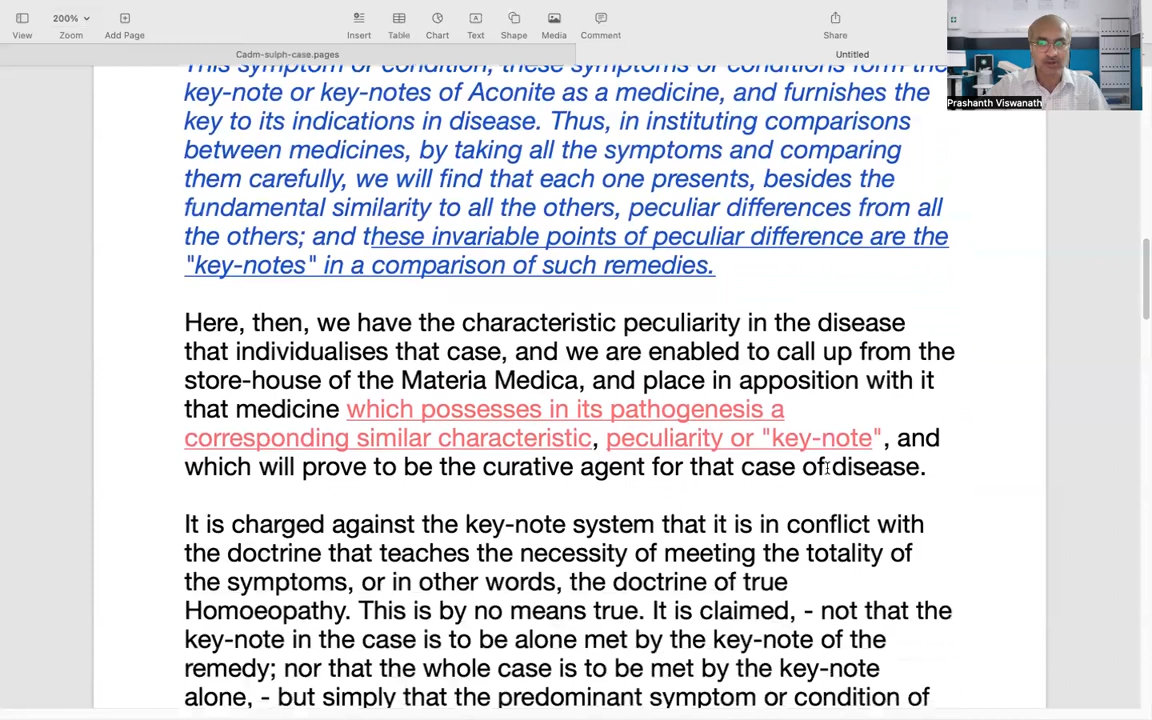 200%
View
Zoom
Add Page
Insert
Table
Chart
Text
Shape
Media
Comment
Share
Cadm-sulph-case.pages
Untitled
Prashanth Viswanath
This symptom or condition, these symptoms or conditions form the
key-note or key-notes of Aconite as a medicine, and furnishes the
key to its indications in disease. Thus, in instituting comparisons
between medicines, by taking all the symptoms and comparing
them carefully, we will find that each one presents, besides the
fundamental similarity to all the others, peculiar differences from all
the others; and these invariable points of peculiar difference are the
"key-notes" in a comparison of such remedies.
Here, then, we have the characteristic peculiarity in the disease
that individualises that case, and we are enabled to call up from the
store-house of the Materia Medica, and place in apposition with it
that medicine which possesses in its pathogenesis a
corresponding similar characteristic, peculiarity or "key-note", and
which will prove to be the curative agent for that case of disease.
It is charged against the key-note system that it is in conflict with
the doctrine that teaches the necessity of meeting the totality of
the symptoms, or in other words, the doctrine of true
Homoeopathy. This is by no means true. It is claimed, - not that the
key-note in the case is to be alone met by the key-note of the
remedy; nor that the whole case is to be met by the key-note
alone, - but simply that the predominant symptom or condition of